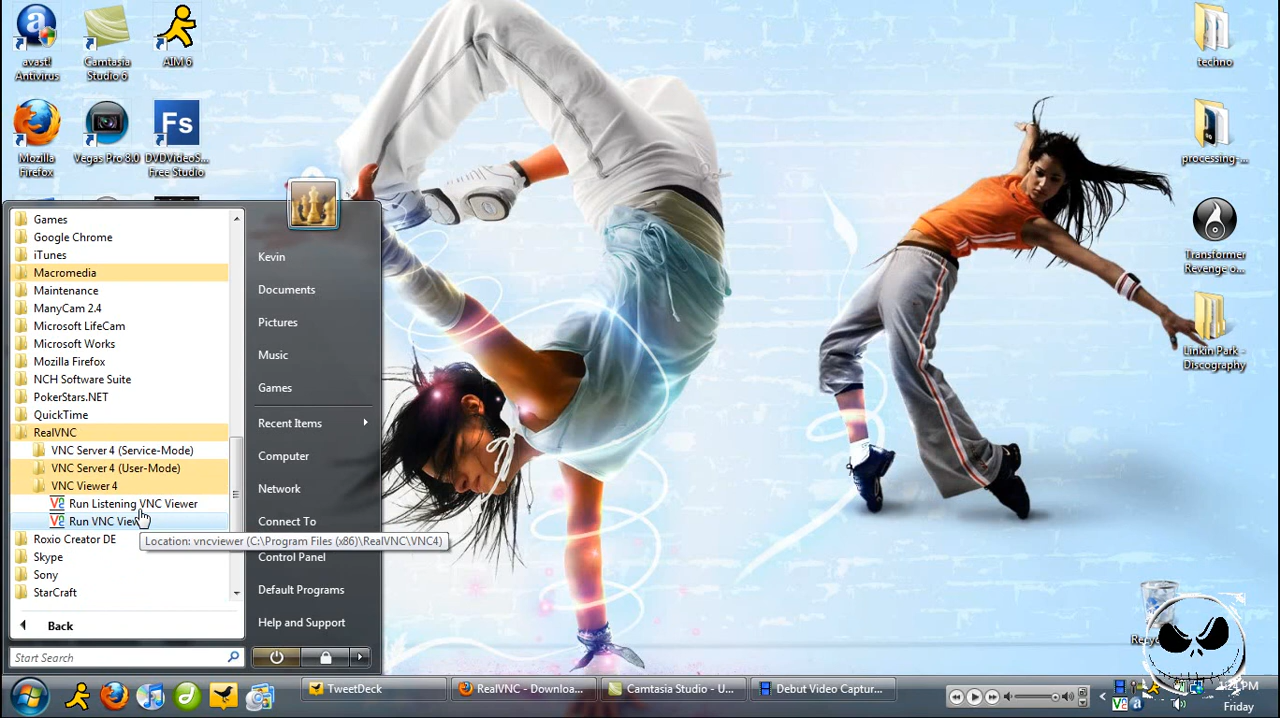 avast!
Antivirus
Camtasia
Studio 6
AIM 6
Mozilla
Firefox
Vegas Pro 8.0
Fs
DVDVideoS...
Free Studio
techno
processing-...
Transformer
Revenge o...
Linkin Park -
Discography
Games
Google Chrome
iTunes
Macromedia
Maintenance
ManyCam 2.4
Microsoft LifeCam
Microsoft Works
Mozilla Firefox
NCH Software Suite
PokerStars.NET
QuickTime
RealVNC
VNC Server 4 (Service-Mode)
VNC Server 4 (User-Mode)
VNC Viewer 4
Run Listening VNC Viewer
Run VNC View
Location: vncviewer (C:\Program Files (x86)\RealVNC\VNC4)
Roxio Creator DE
Skype
Sony
StarCraft
Back
Start Search
Kevin
Documents
Pictures
Music
Games
Recent Items
Computer
Network
Connect To
Control Panel
Default Programs
Help and Support
TweetDeck
RealVNC - Downloa...
Camtasia Studio - U...
Debut Video Captur...
PM
Friday